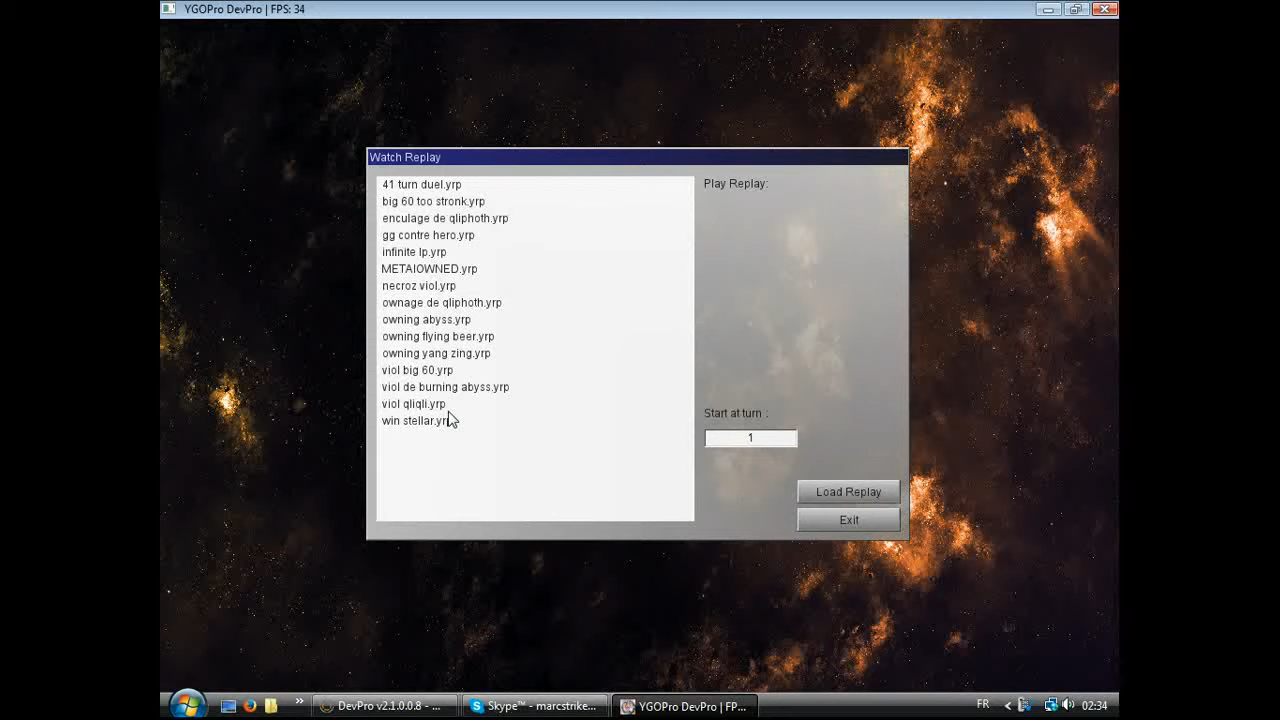 YGOPro DevPro | FPS: 34
Watch Replay
41 turn duel.yrp
big 60 too stronk.yrp
enculage de qliphoth.yrp
gg contre hero.yrp
infinite lp.yrp
METAIOWNED.yrp
necroz viol.yrp
ownage de qliphoth.yrp
owning abyss.yrp
owning flying beer.yrp
owning yang zing.yrp
viol big 60.yrp
viol de burning abyss.yrp
viol qliqli.yrp
win stellar.yrp
Play Replay:
Start at turn :
1
Load Replay
Exit
DevPro v2.1.0.0.8 - ...
Skype™ - marcstrike...
YGOPro DevPro | FP...
FR
02:34